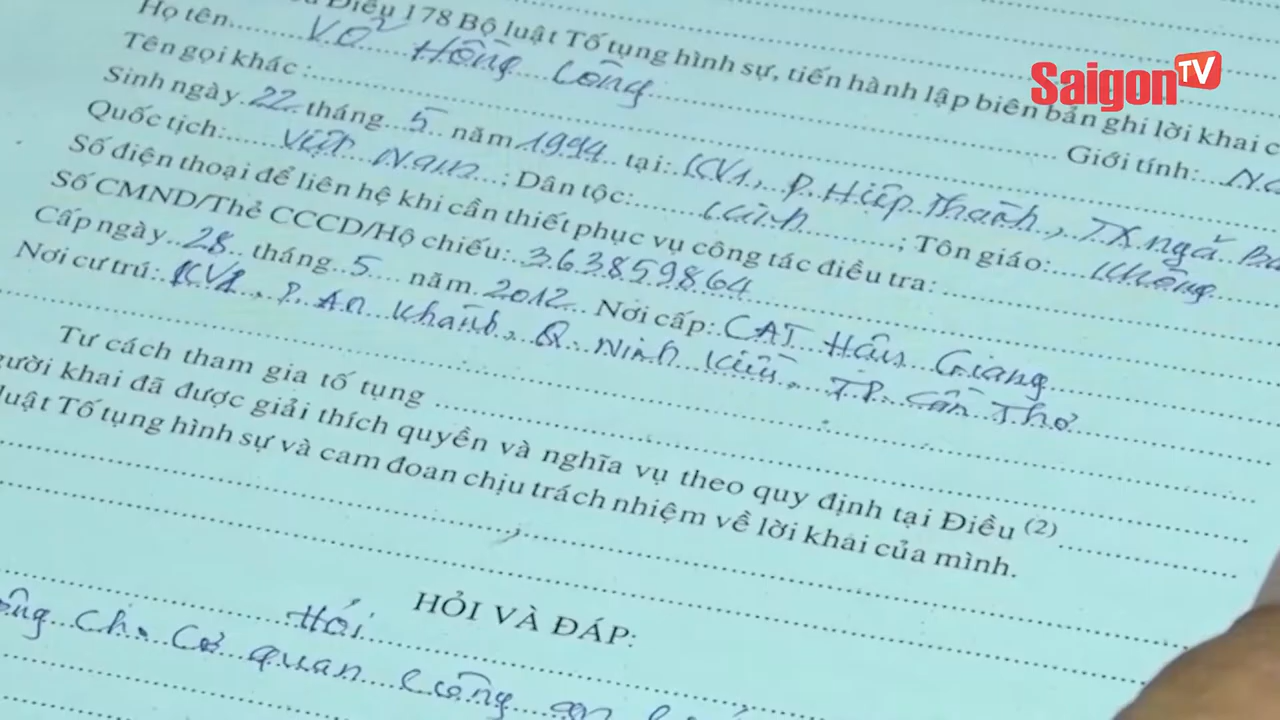 Điều 178 Bộ luật Tố tụng hình sự, tiến hành lập biên bản ghi lời khai c
Họ tên Võ Hồng Công Giới tính: Na
Tên gọi khác :
Sinh ngày 22 tháng 5 năm 1994 tại: KV1, P. Hiệp Thành, TX ngã Bả
Quốc tịch: Việt Nam ; Dân tộc: Kinh ; Tôn giáo: Không
Số điện thoại để liên hệ khi cần thiết phục vụ công tác điều tra:
Số CMND/Thẻ CCCD/Hộ chiếu: 363859864
Cấp ngày 28 tháng 5 năm 2012 Nơi cấp: CAT Hậu Giang
Nơi cư trú: KV1, P. An Khánh, Q. Ninh Kiều, TP. Cần Thơ
Tư cách tham gia tố tụng
gười khai đã được giải thích quyền và nghĩa vụ theo quy định tại Điều (2)
luật Tố tụng hình sự và cam đoan chịu trách nhiệm về lời khai của mình.
HỎI VÀ ĐÁP:
Hỏi
Cho Cơ quan Công an
Saigon TV